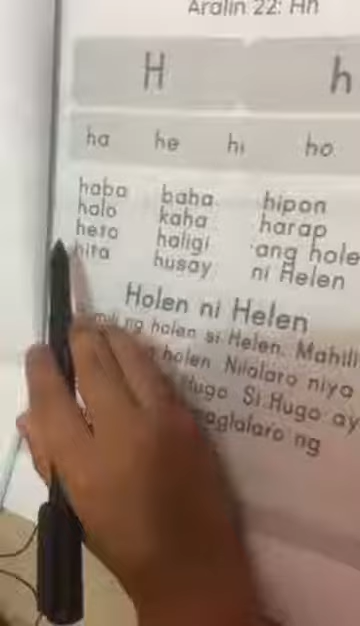 Aralin 22: Hh
H h
ha he hi ho
haba baha hipon
halo kaha harap
heto haligi ang hole
hita husay ni Helen
Holen ni Helen
ng holen si Helen. Mahili
holen. Nilalaro niya
Hugo. Si Hugo ay
ng